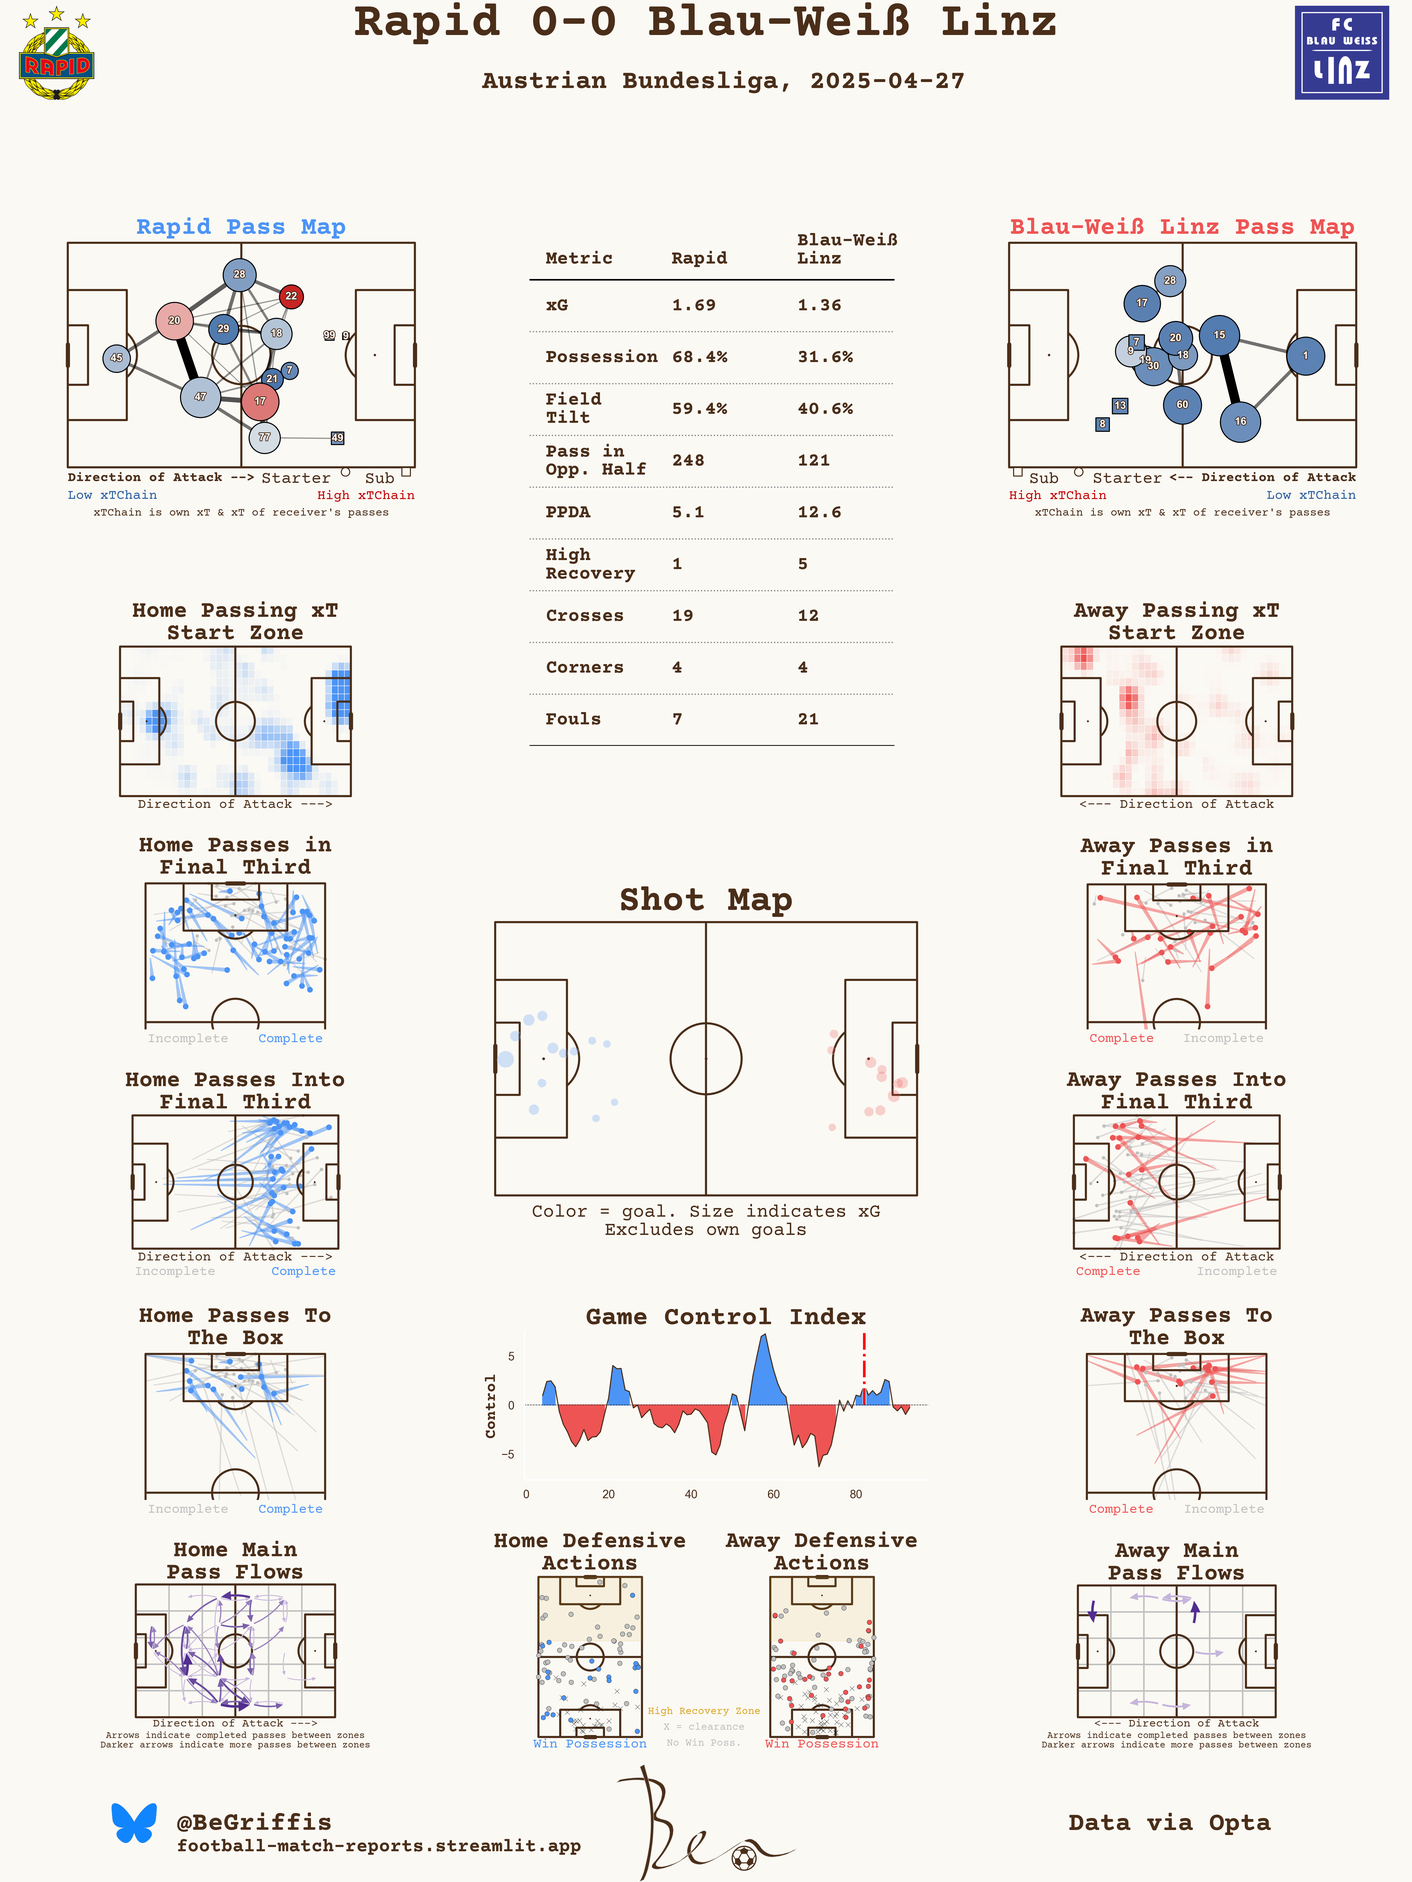 Rapid 0-0 Blau-Weiß Linz
Austrian Bundesliga, 2025-04-27
RAPID
FC
BLAU WEISS
LINZ
Rapid Pass Map
28
22
20
29
18
99
9
45
7
21
47
17
77
49
Direction of Attack --> Starter Sub
Low xTChain High xTChain
xTChain is own xT & xT of receiver's passes
Metric Rapid Blau-Weiß Linz
xG 1.69 1.36
Possession 68.4% 31.6%
Field Tilt 59.4% 40.6%
Pass in Opp. Half 248 121
PPDA 5.1 12.6
High Recovery 1 5
Crosses 19 12
Corners 4 4
Fouls 7 21
Blau-Weiß Linz Pass Map
28
17
20
15
7
9
19
18
30
1
13
60
8
16
Sub Starter <-- Direction of Attack
High xTChain Low xTChain
xTChain is own xT & xT of receiver's passes
Home Passing xT
Start Zone
Direction of Attack --->
Away Passing xT
Start Zone
<--- Direction of Attack
Home Passes in
Final Third
Incomplete Complete
Away Passes in
Final Third
Complete Incomplete
Shot Map
Color = goal. Size indicates xG
Excludes own goals
Home Passes Into
Final Third
Direction of Attack --->
Incomplete Complete
Away Passes Into
Final Third
<--- Direction of Attack
Complete Incomplete
Home Passes To
The Box
Incomplete Complete
Game Control Index
Control
5
0
−5
0 20 40 60 80
Away Passes To
The Box
Complete Incomplete
Home Main
Pass Flows
Direction of Attack --->
Arrows indicate completed passes between zones
Darker arrows indicate more passes between zones
Home Defensive
Actions
Win Possession
High Recovery Zone
X = clearance
No Win Poss.
Away Defensive
Actions
Win Possession
Away Main
Pass Flows
<--- Direction of Attack
Arrows indicate completed passes between zones
Darker arrows indicate more passes between zones
@BeGriffis
football-match-reports.streamlit.app
Ben
Data via Opta